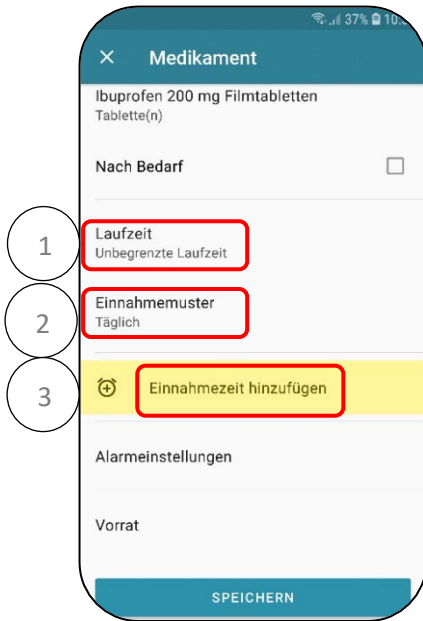 37% 10:
× Medikament
Ibuprofen 200 mg Filmtabletten
Tablette(n)
Nach Bedarf
1 Laufzeit
Unbegrenzte Laufzeit
2 Einnahmemuster
Täglich
3 Einnahmezeit hinzufügen
Alarmeinstellungen
Vorrat
SPEICHERN